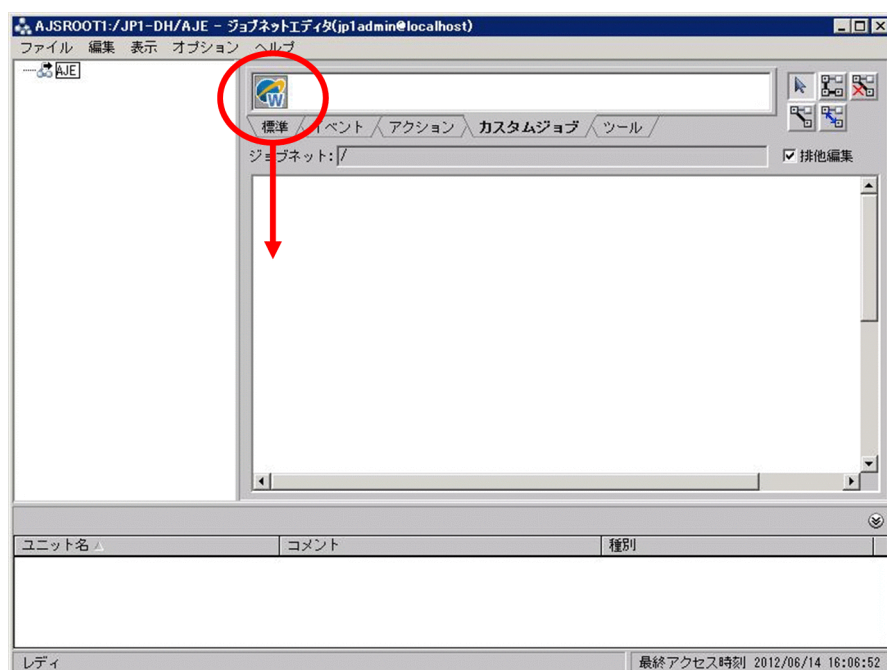 AJSROOT1:/JP1-DH/AJE - ジョブネットエディタ(jp1admin@localhost)
ファイル 編集 表示 オプション ヘルプ
AJE
W
標準 イベント アクション カスタムジョブ ツール
ジョブネット: / 排他編集
ユニット名 コメント 種別
レディ 最終アクセス時刻 2012/06/14 16:06:52